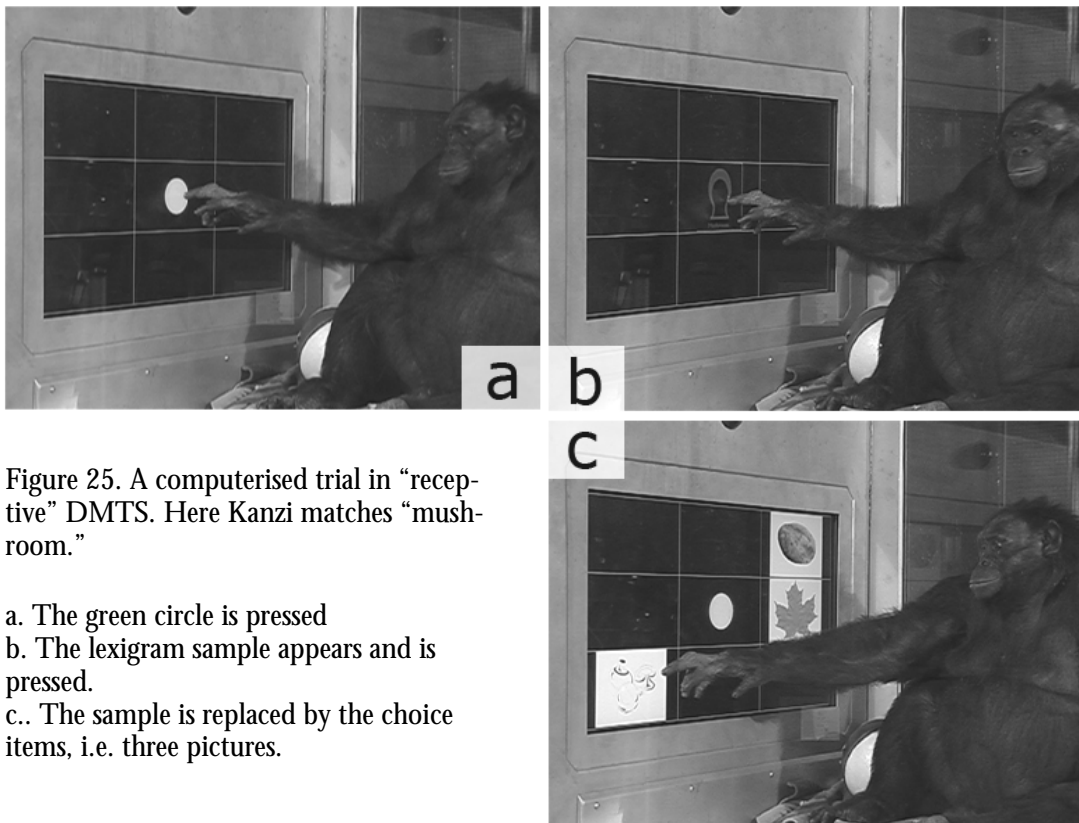 a
b
c
Figure 25. A computerised trial in “recep-
tive” DMTS. Here Kanzi matches “mush-
room.”
a. The green circle is pressed
b. The lexigram sample appears and is
pressed.
c.. The sample is replaced by the choice
items, i.e. three pictures.